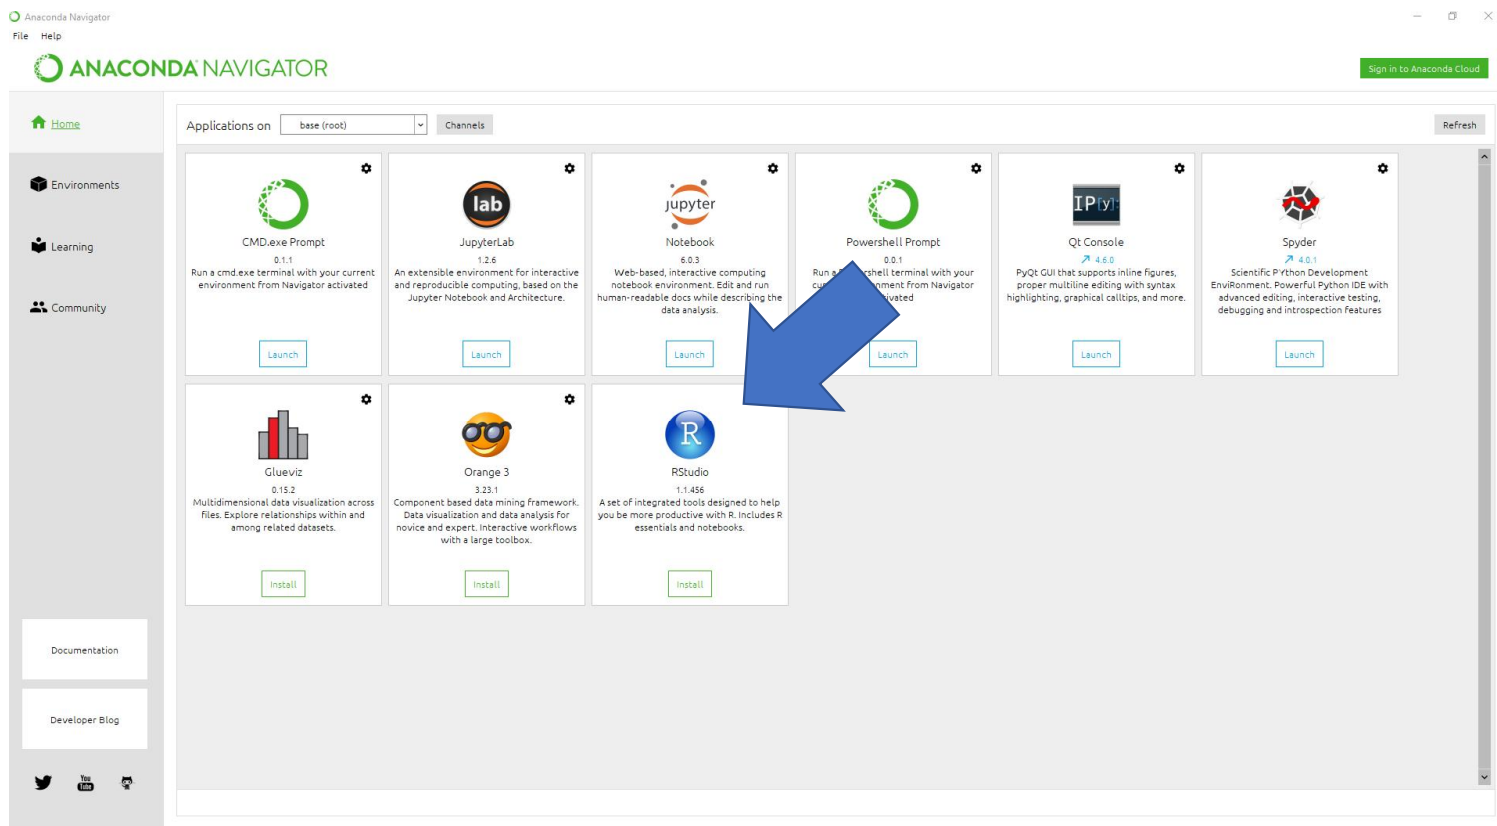 Anaconda Navigator
File Help
ANACONDA NAVIGATOR
Sign in to Anaconda Cloud
Home
Environments
Learning
Community
Documentation
Developer Blog
You
Tube
Applications on base (root) Channels
Refresh
CMD.exe Prompt
0.1.1
Run a cmd.exe terminal with your current
environment from Navigator activated
Launch
lab
JupyterLab
1.2.6
An extensible environment for interactive
and reproducible computing, based on the
Jupyter Notebook and Architecture.
Launch
jupyter
Notebook
6.0.3
Web-based, interactive computing
notebook environment. Edit and run
human-readable docs while describing the
data analysis.
Launch
Powershell Prompt
0.0.1
Run a terminal with your
from Navigator
Launch
IP[y]:
Qt Console
4.6.0
PyQt GUI that supports inline figures,
proper multiline editing with syntax
highlighting, graphical calltips, and more.
Launch
Spyder
4.0.1
Scientific PYthon Development
EnviRonment. Powerful Python IDE with
advanced editing, interactive testing,
debugging and introspection features
Launch
Glueviz
0.15.2
Multidimensional data visualization across
files. Explore relationships within and
among related datasets.
Install
Orange 3
3.23.1
Component based data mining framework.
Data visualization and data analysis for
novice and expert. Interactive workflows
with a large toolbox.
Install
R
RStudio
1.1.456
A set of integrated tools designed to help
you be more productive with R. Includes R
essentials and notebooks.
Install